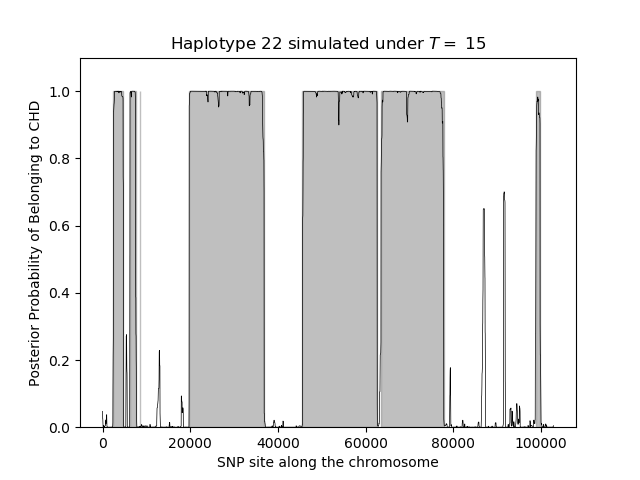 Haplotype 22 simulated under T = 15
Posterior Probability of Belonging to CHD
1.0
0.8
0.6
0.4
0.2
0.0
0 20000 40000 60000 80000 100000
SNP site along the chromosome